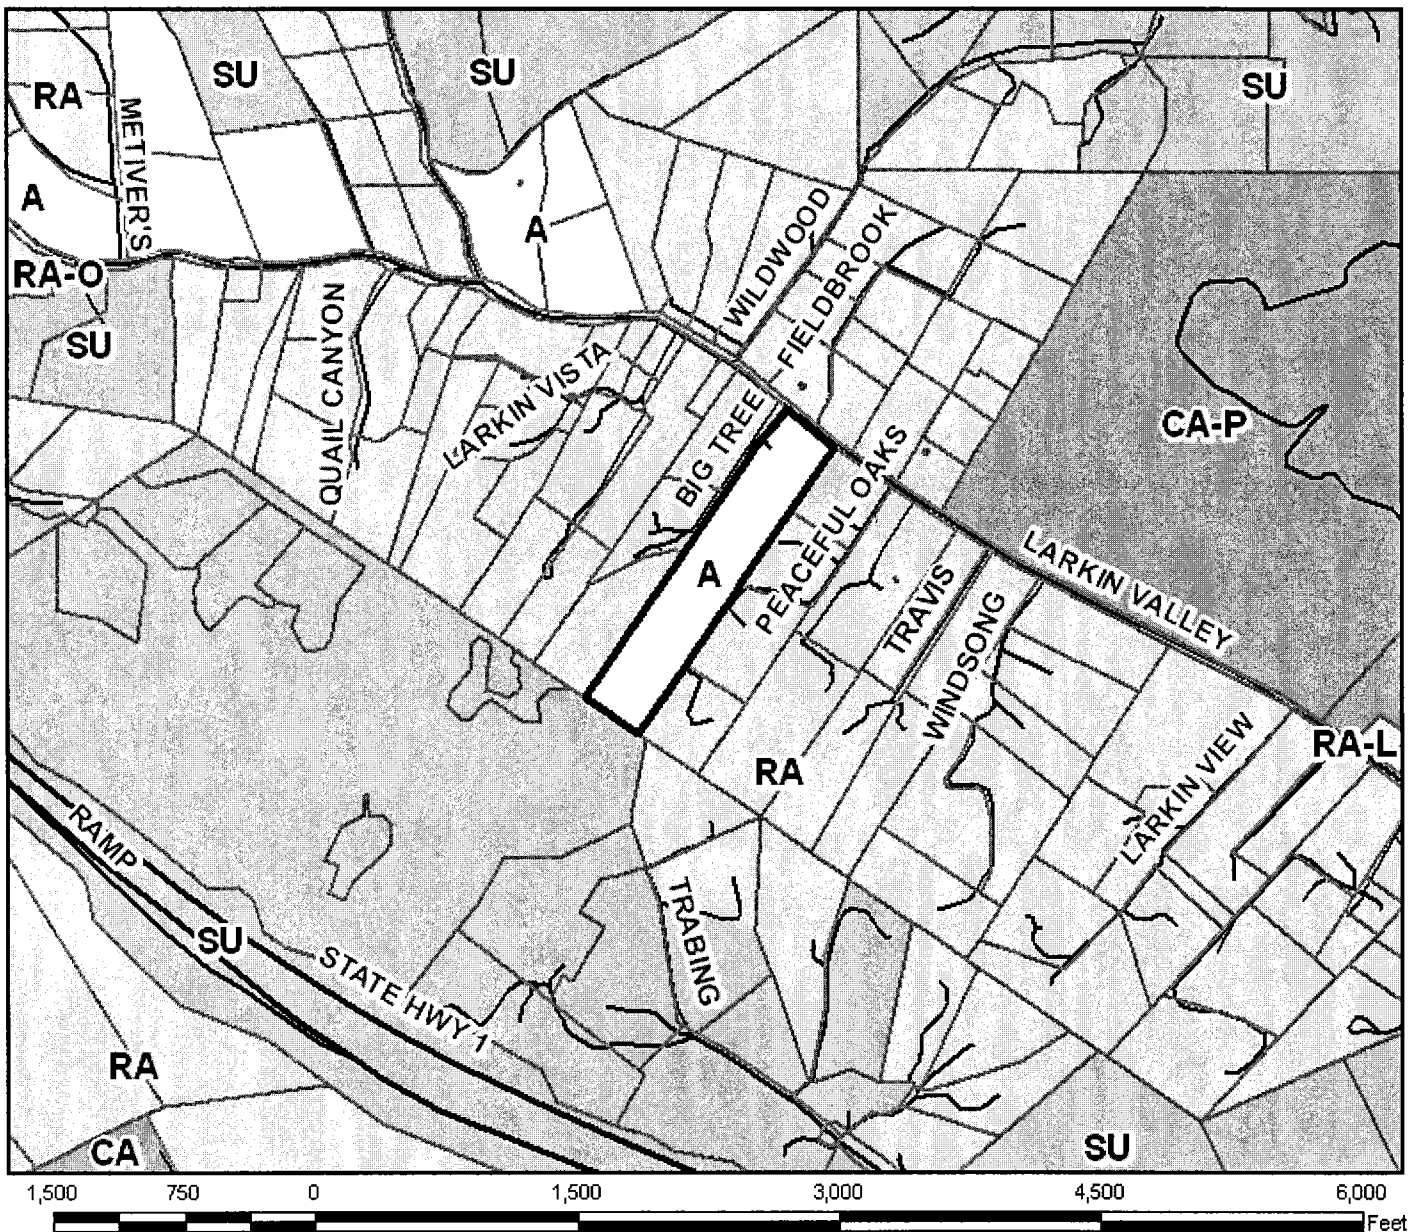 SU
SU
SU
RA
METIVER'S
A
A
WILDWOOD
FIELDBROOK
RA-O
SU
QUAIL CANYON
LARKIN VISTA
BIG TREE
PEACEFUL OAKS
CA-P
A
LARKIN VALLEY
TRAVIS
WINDSONG
RA
LARKIN VIEW
RA-L
RAMP
SU
STATE HWY 1
TRABING
RA
CA
SU
1,500 750 0 1,500 3,000 4,500 6,000
Feet